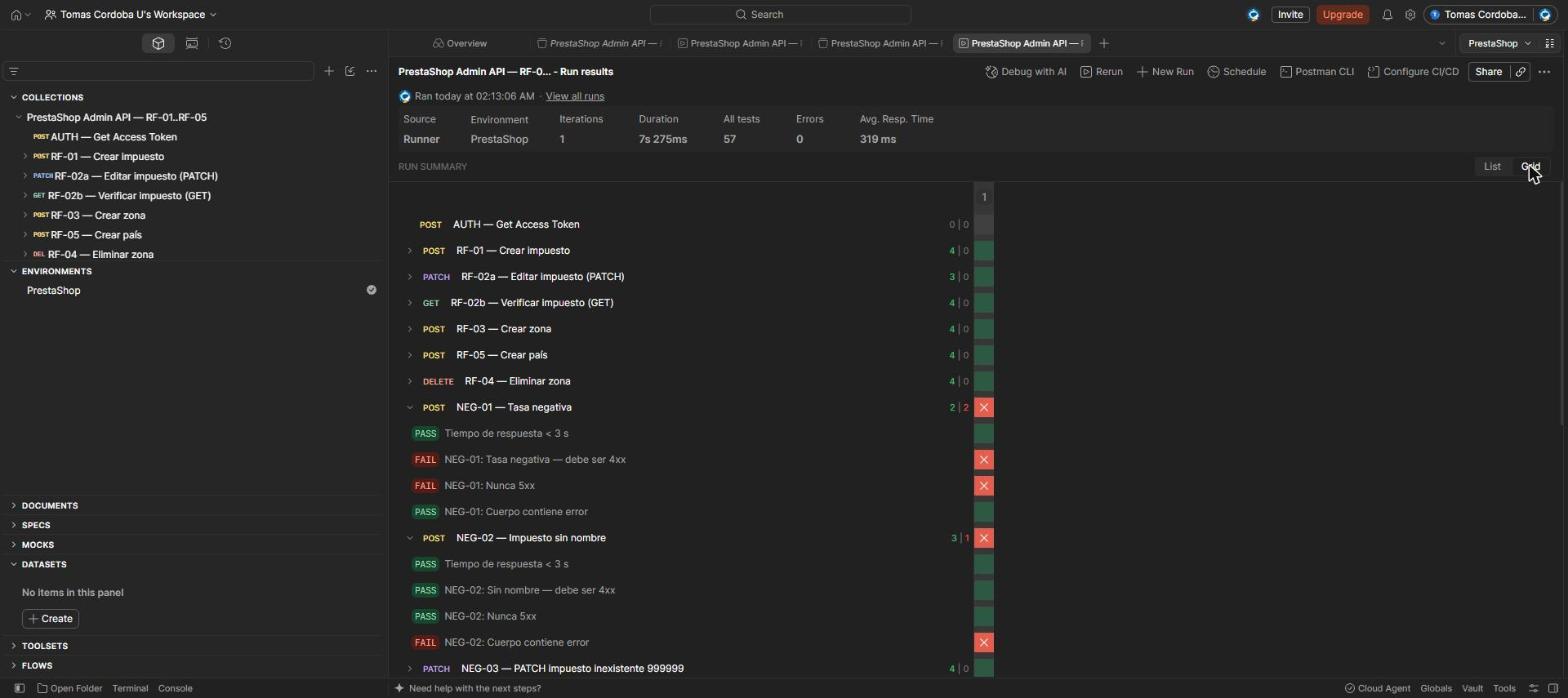 Tomas Cordoba U's Workspace
Search
Invite
Upgrade
Tomas Cordoba...
Overview
PrestaShop Admin API —
PrestaShop Admin API —
PrestaShop Admin API —
PrestaShop Admin API —
PrestaShop
COLLECTIONS
PrestaShop Admin API — RF-01..RF-05
POST AUTH — Get Access Token
POST RF-01 — Crear impuesto
PATCH RF-02a — Editar impuesto (PATCH)
GET RF-02b — Verificar impuesto (GET)
POST RF-03 — Crear zona
POST RF-05 — Crear país
DEL RF-04 — Eliminar zona
ENVIRONMENTS
PrestaShop
DOCUMENTS
SPECS
MOCKS
DATASETS
No items in this panel
Create
TOOLSETS
FLOWS
PrestaShop Admin API — RF-0... - Run results
Debug with AI
Rerun
New Run
Schedule
Postman CLI
Configure CI/CD
Share
Ran today at 02:13:06 AM · View all runs
Source Environment Iterations Duration All tests Errors Avg. Resp. Time
Runner PrestaShop 1 7s 275ms 57 0 319 ms
RUN SUMMARY
List Grid
1
POST AUTH — Get Access Token 0|0
POST RF-01 — Crear impuesto 4|0
PATCH RF-02a — Editar impuesto (PATCH) 3|0
GET RF-02b — Verificar impuesto (GET) 4|0
POST RF-03 — Crear zona 4|0
POST RF-05 — Crear país 4|0
DELETE RF-04 — Eliminar zona 4|0
POST NEG-01 — Tasa negativa 2|2
PASS Tiempo de respuesta < 3 s
FAIL NEG-01: Tasa negativa — debe ser 4xx
FAIL NEG-01: Nunca 5xx
PASS NEG-01: Cuerpo contiene error
POST NEG-02 — Impuesto sin nombre 3|1
PASS Tiempo de respuesta < 3 s
PASS NEG-02: Sin nombre — debe ser 4xx
PASS NEG-02: Nunca 5xx
FAIL NEG-02: Cuerpo contiene error
PATCH NEG-03 — PATCH impuesto inexistente 999999 4|0
Open Folder Terminal Console
Need help with the next steps?
Cloud Agent Globals Vault Tools